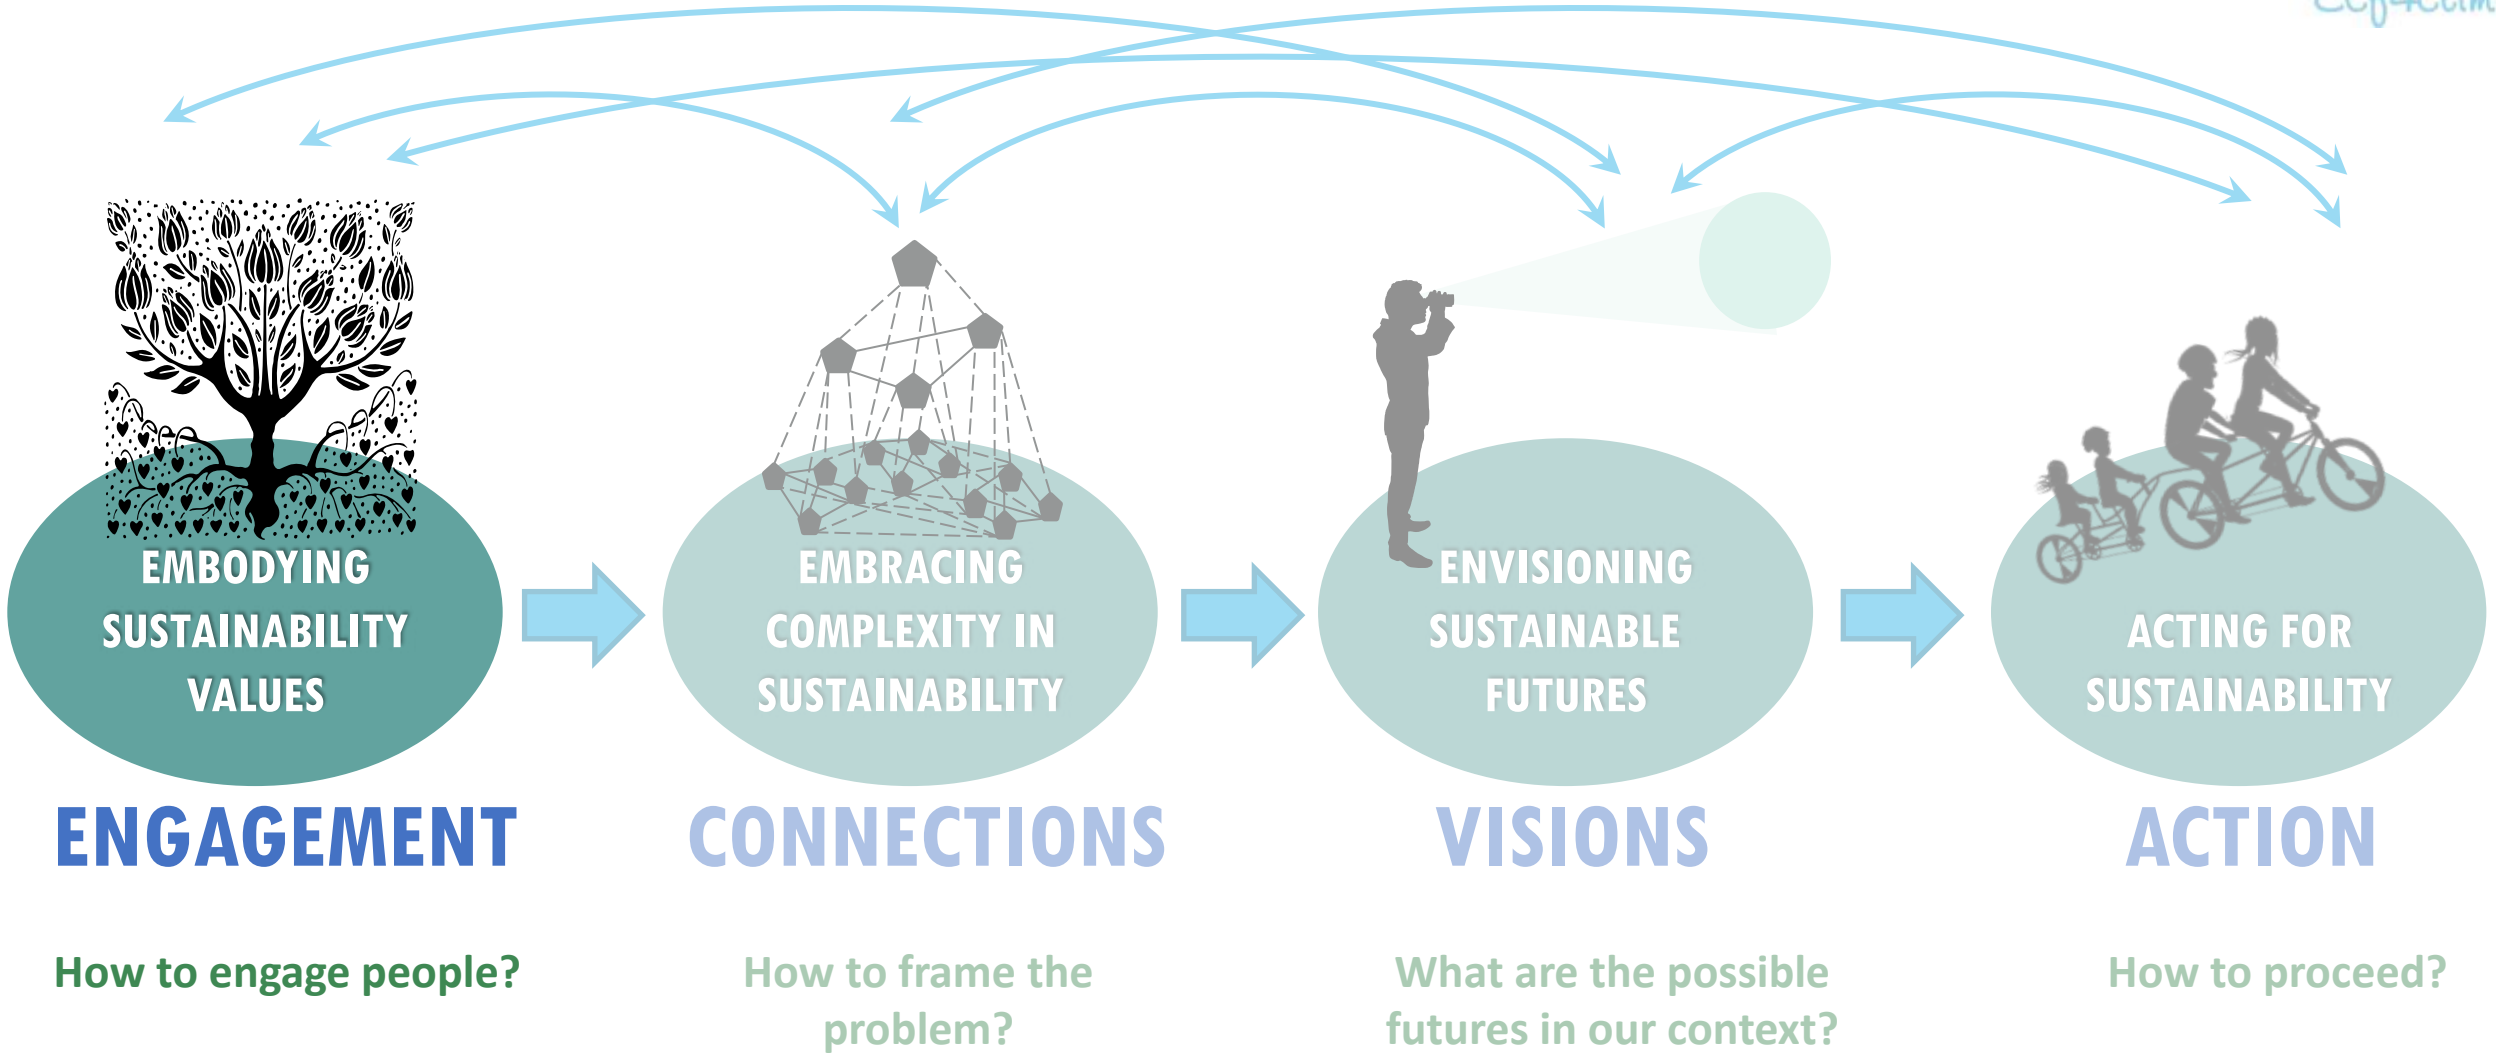 EMBODYING
SUSTAINABILITY
VALUES
EMBRACING
COMPLEXITY IN
SUSTAINABILITY
ENVISIONING
SUSTAINABLE
FUTURES
ACTING FOR
SUSTAINABILITY
ENGAGEMENT
CONNECTIONS
VISIONS
ACTION
How to engage people?
How to frame the
problem?
What are the possible
futures in our context?
How to proceed?